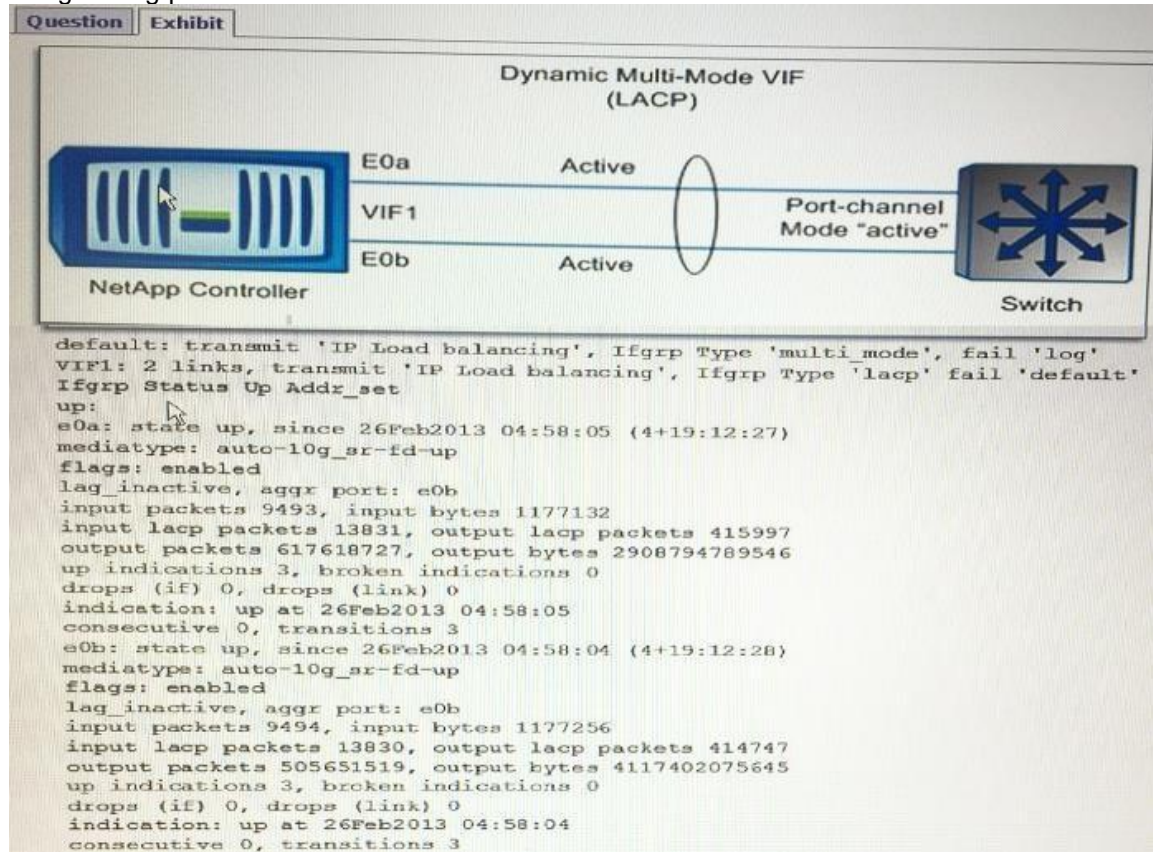 Question Exhibit
Dynamic Multi-Mode VIF
(LACP)
E0a
Active
VIF1
Port-channel
Mode "active"
E0b
Active
NetApp Controller
Switch
default: transmit 'IP Load balancing', Ifgrp Type 'multi_mode', fail 'log'
VIF1: 2 links, transmit 'IP Load balancing', Ifgrp Type 'lacp' fail 'default'
Ifgrp Status Up Addr_set
up:
e0a: state up, since 26Feb2013 04:58:05 (4+19:12:27)
mediatype: auto-10g_sr-fd-up
flags: enabled
lag_inactive, aggr port: e0b
input packets 9493, input bytes 1177132
input lacp packets 13831, output lacp packets 415997
output packets 617618727, output bytes 2908794789546
up indications 3, broken indications 0
drops (if) 0, drops (link) 0
indication: up at 26Feb2013 04:58:05
consecutive 0, transitions 3
e0b: state up, since 26Feb2013 04:58:04 (4+19:12:28)
mediatype: auto-10g_sr-fd-up
flags: enabled
lag_inactive, aggr port: e0b
input packets 9494, input bytes 1177256
input lacp packets 13830, output lacp packets 414747
output packets 505651519, output bytes 4117402075645
up indications 3, broken indications 0
drops (if) 0, drops (link) 0
indication: up at 26Feb2013 04:58:04
consecutive 0, transitions 3